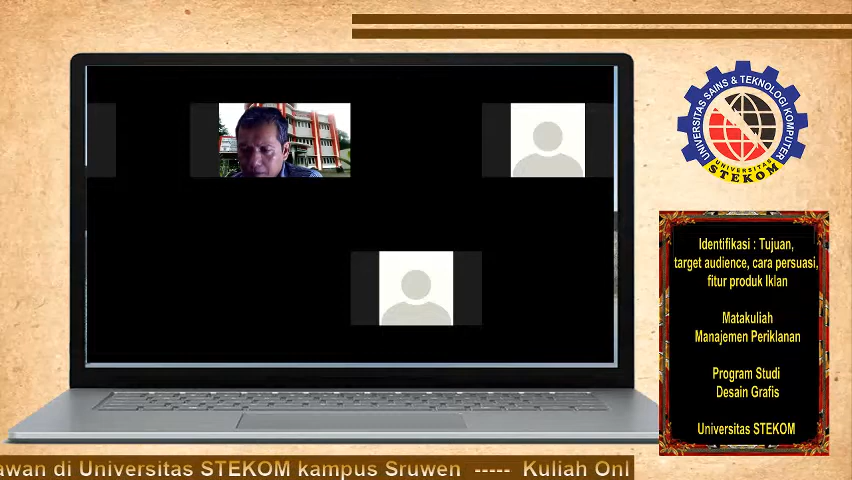 UNIVERSITAS SAINS & TEKNOLOGI KOMPUTER
UNIVERSITAS
STEKOM
Identifikasi : Tujuan,
target audience, cara persuasi,
fitur produk Iklan
Matakuliah
Manajemen Periklanan
Program Studi
Desain Grafis
Universitas STEKOM
awan di Universitas STEKOM kampus Sruwen ----- Kuliah Onl